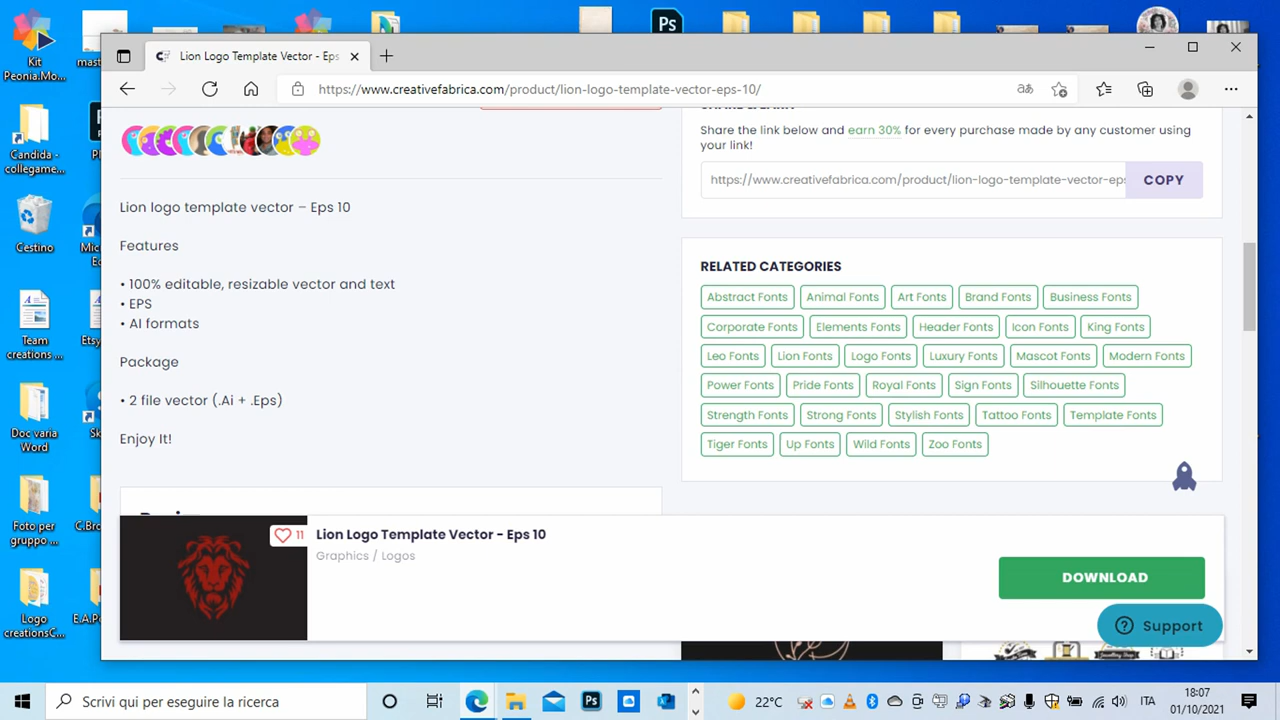 Kit
Peonia.Mo...
mast
Ps
Lion Logo Template Vector - Eps
https://www.creativefabrica.com/product/lion-logo-template-vector-eps-10/
Candida -
collegame...
Cestino
Team
creations ...
Etsy
Doc varia
Word
Foto per
gruppo ...
C.Bro
Logo
creationsC...
E.A.Po
Share the link below and earn 30% for every purchase made by any customer using
your link!
https://www.creativefabrica.com/product/lion-logo-template-vector-eps
COPY
Lion logo template vector – Eps 10
Features
• 100% editable, resizable vector and text
• EPS
• AI formats
Package
• 2 file vector (.Ai + .Eps)
Enjoy It!
RELATED CATEGORIES
Abstract Fonts Animal Fonts Art Fonts Brand Fonts Business Fonts
Corporate Fonts Elements Fonts Header Fonts Icon Fonts King Fonts
Leo Fonts Lion Fonts Logo Fonts Luxury Fonts Mascot Fonts Modern Fonts
Power Fonts Pride Fonts Royal Fonts Sign Fonts Silhouette Fonts
Strength Fonts Strong Fonts Stylish Fonts Tattoo Fonts Template Fonts
Tiger Fonts Up Fonts Wild Fonts Zoo Fonts
11
Lion Logo Template Vector - Eps 10
Graphics / Logos
DOWNLOAD
Support
Scrivi qui per eseguire la ricerca
Ps
22°C
ITA
18:07
01/10/2021